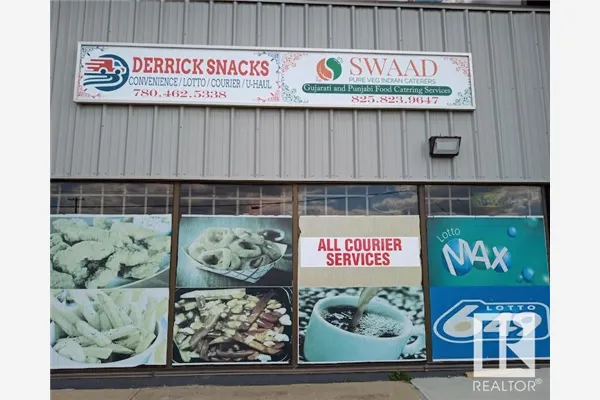 DERRICK SNACKS
CONVENIENCE / LOTTO / COURIER / U-HAUL
780.462.5338
SWAAD
PURE VEG INDIAN CATERERS
Gujarati and Punjabi Food Catering Services
825.823.9647
ALL COURIER
SERVICES
Lotto
MAX
LOTTO
649
REALTOR®